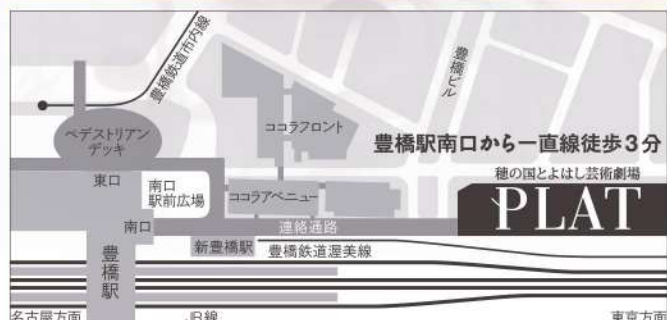 豊橋鉄道市内線
豊橋ビル
ペデストリアン
デッキ
ココラフロント
豊橋駅南口から一直線徒歩3分
穂の国とよはし芸術劇場
PLAT
東口
南口
駅前広場
ココラアベニュー
南口
連絡通路
新豊橋駅
豊橋鉄道渥美線
豊橋駅
名古屋方面
JR線
東京方面